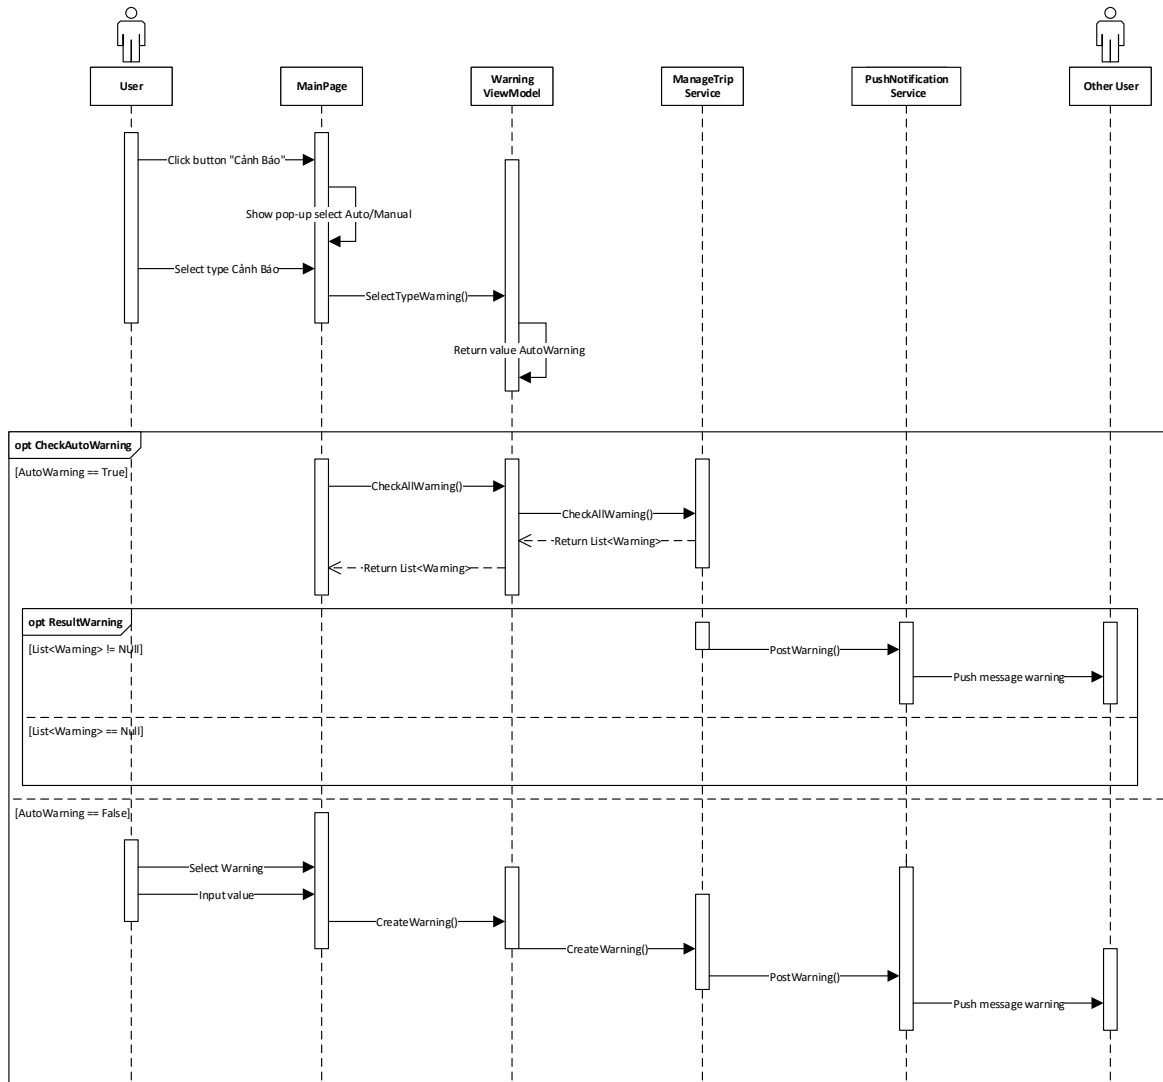 User
MainPage
Warning
ViewModel
ManageTrip
Service
PushNotification
Service
Other User
Click button "Cảnh Báo"
Show pop-up select Auto/Manual
Select type Cảnh Báo
SelectTypeWarning()
Return value AutoWarning
opt CheckAutoWarning
[AutoWarning == True]
CheckAllWarning()
CheckAllWarning()
Return List<Warning>
Return List<Warning>
opt ResultWarning
[List<Warning> != Null]
PostWarning()
Push message warning
[List<Warning> == Null]
[AutoWarning == False]
Select Warning
Input value
CreateWarning()
CreateWarning()
PostWarning()
Push message warning